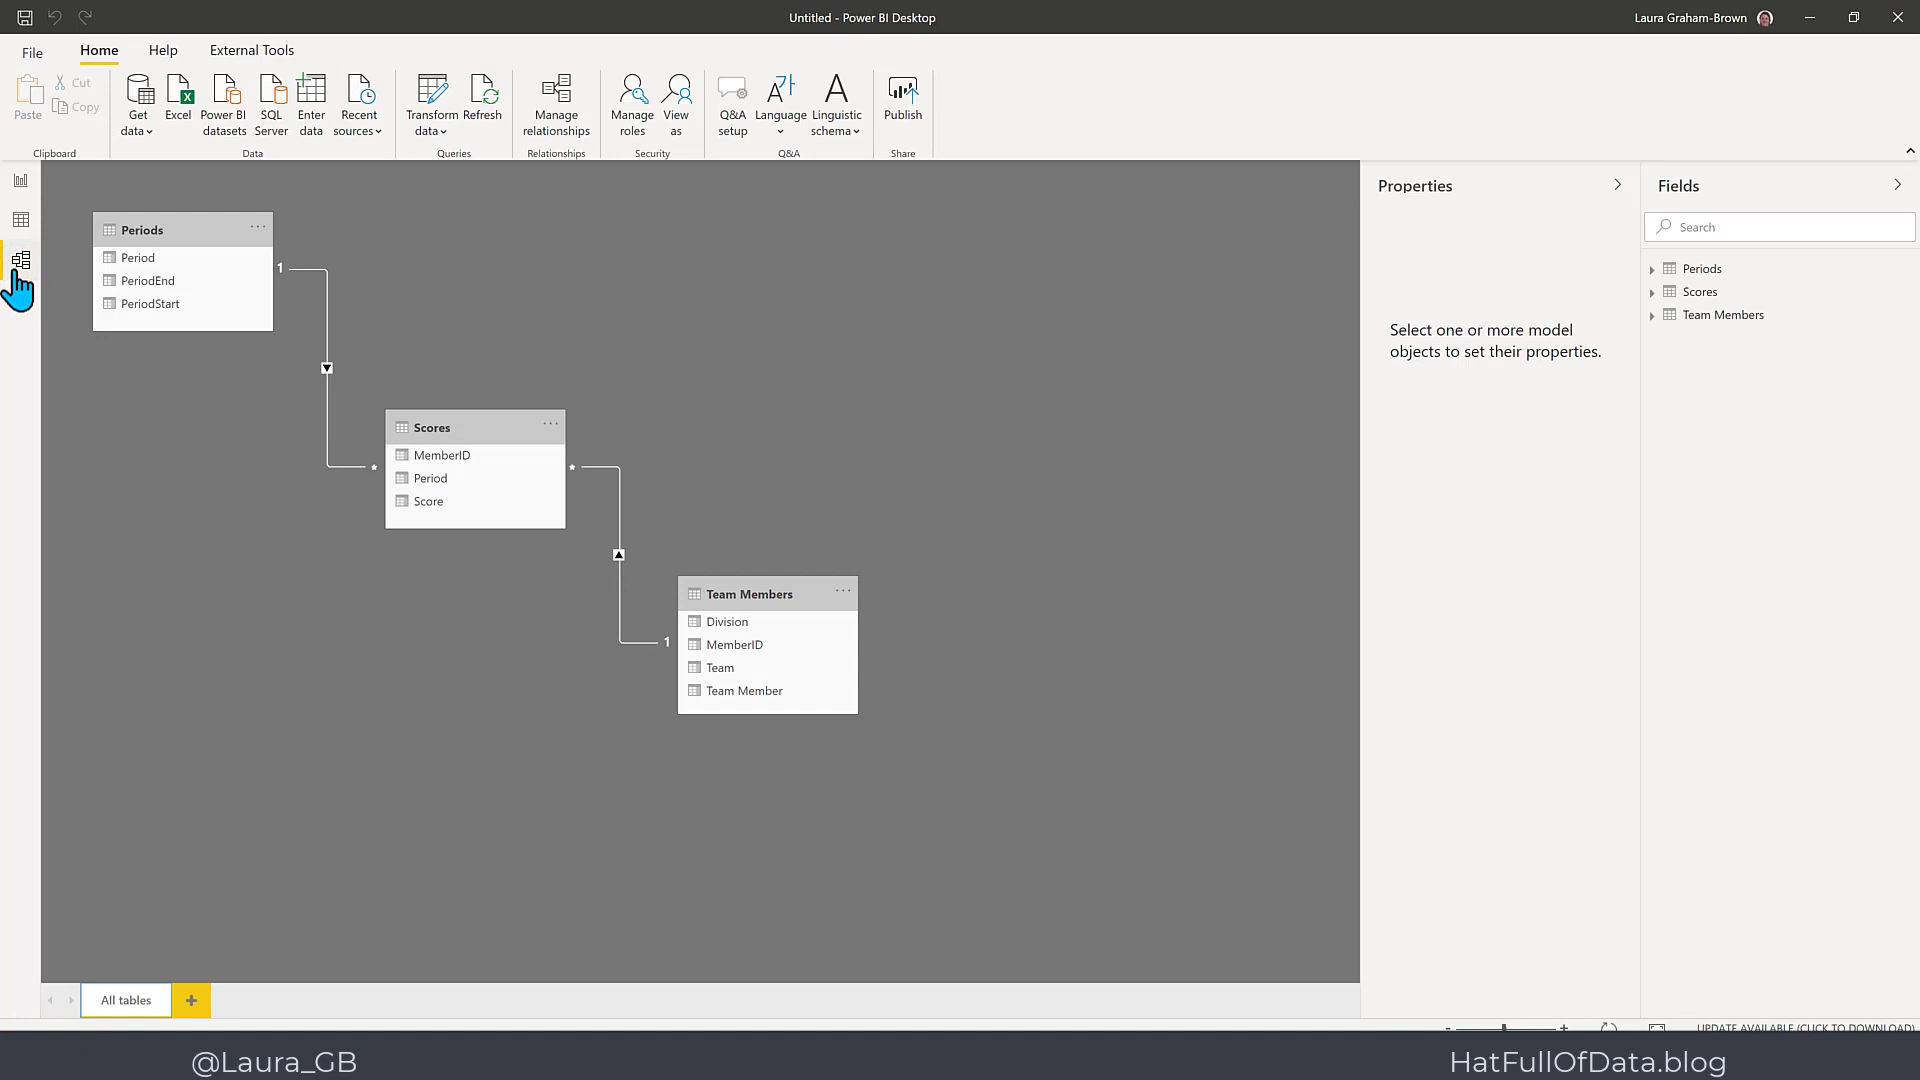 Untitled - Power BI Desktop
Laura Graham-Brown
File
Home
Help
External Tools
Paste
Cut
Copy
Clipboard
Get data
Excel
Power BI datasets
SQL Server
Enter data
Recent sources
Data
Transform data
Refresh
Queries
Manage relationships
Relationships
Manage roles
View as
Security
Q&A setup
Language
Linguistic schema
Q&A
Publish
Share
Periods
Period
PeriodEnd
PeriodStart
1
*
Scores
MemberID
Period
Score
*
1
Team Members
Division
MemberID
Team
Team Member
Properties
Select one or more model
objects to set their properties.
Fields
Search
Periods
Scores
Team Members
All tables
+
- +
UPDATE AVAILABLE (CLICK TO DOWNLOAD)
@Laura_GB
HatFullOfData.blog